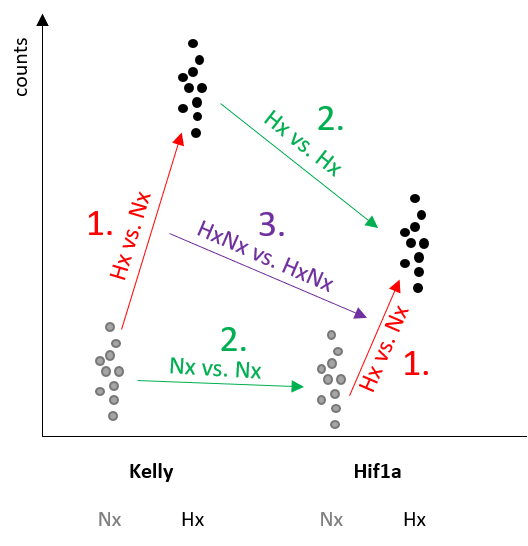 counts
2.
Hx vs. Hx
1.
Hx vs. Nx
3.
HxNx vs. HxNx
2.
Nx vs. Nx
Hx vs. Nx
1.
Kelly
Hif1a
Nx
Hx
Nx
Hx